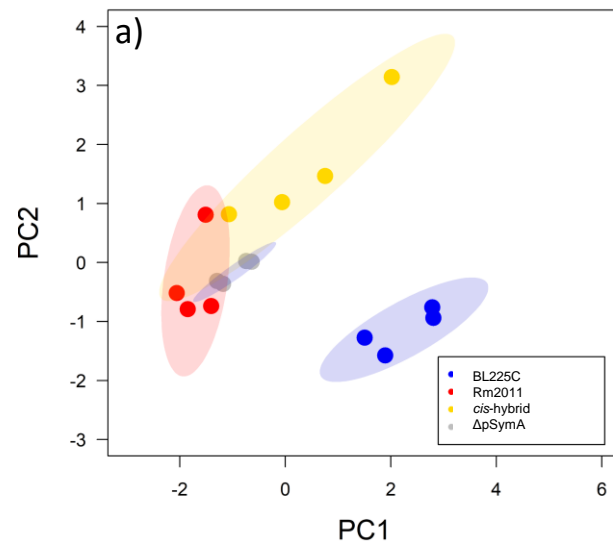 a)
4
3
2
1
0
-1
-2
-3
PC2
BL225C
Rm2011
cis-hybrid
ΔpSymA
-2 0 2 4 6
PC1